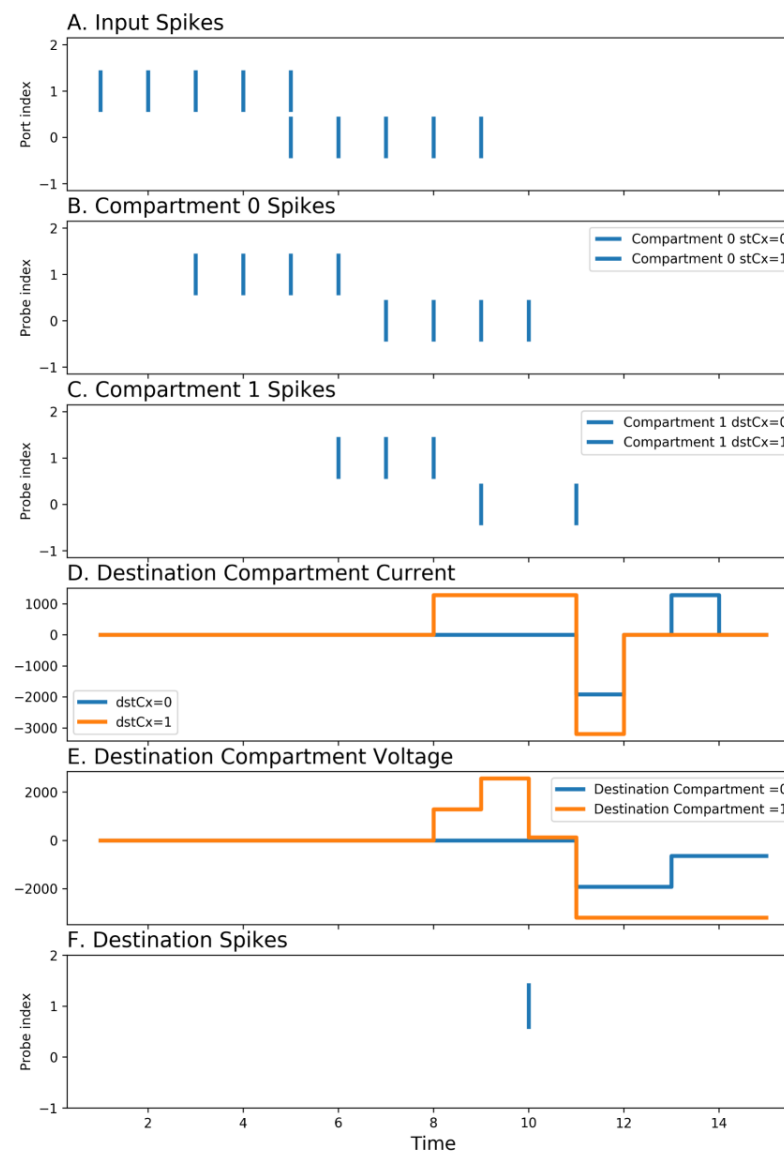 A. Input Spikes
2
1
0
−1
Port index
B. Compartment 0 Spikes
2
1
0
−1
Probe index
Compartment 0 stCx=0
Compartment 0 stCx=1
C. Compartment 1 Spikes
2
1
0
−1
Probe index
Compartment 1 dstCx=0
Compartment 1 dstCx=1
D. Destination Compartment Current
1000
0
−1000
−2000
−3000
dstCx=0
dstCx=1
E. Destination Compartment Voltage
2000
0
−2000
Destination Compartment =0
Destination Compartment =1
F. Destination Spikes
2
1
0
−1
Probe index
2 4 6 8 10 12 14
Time